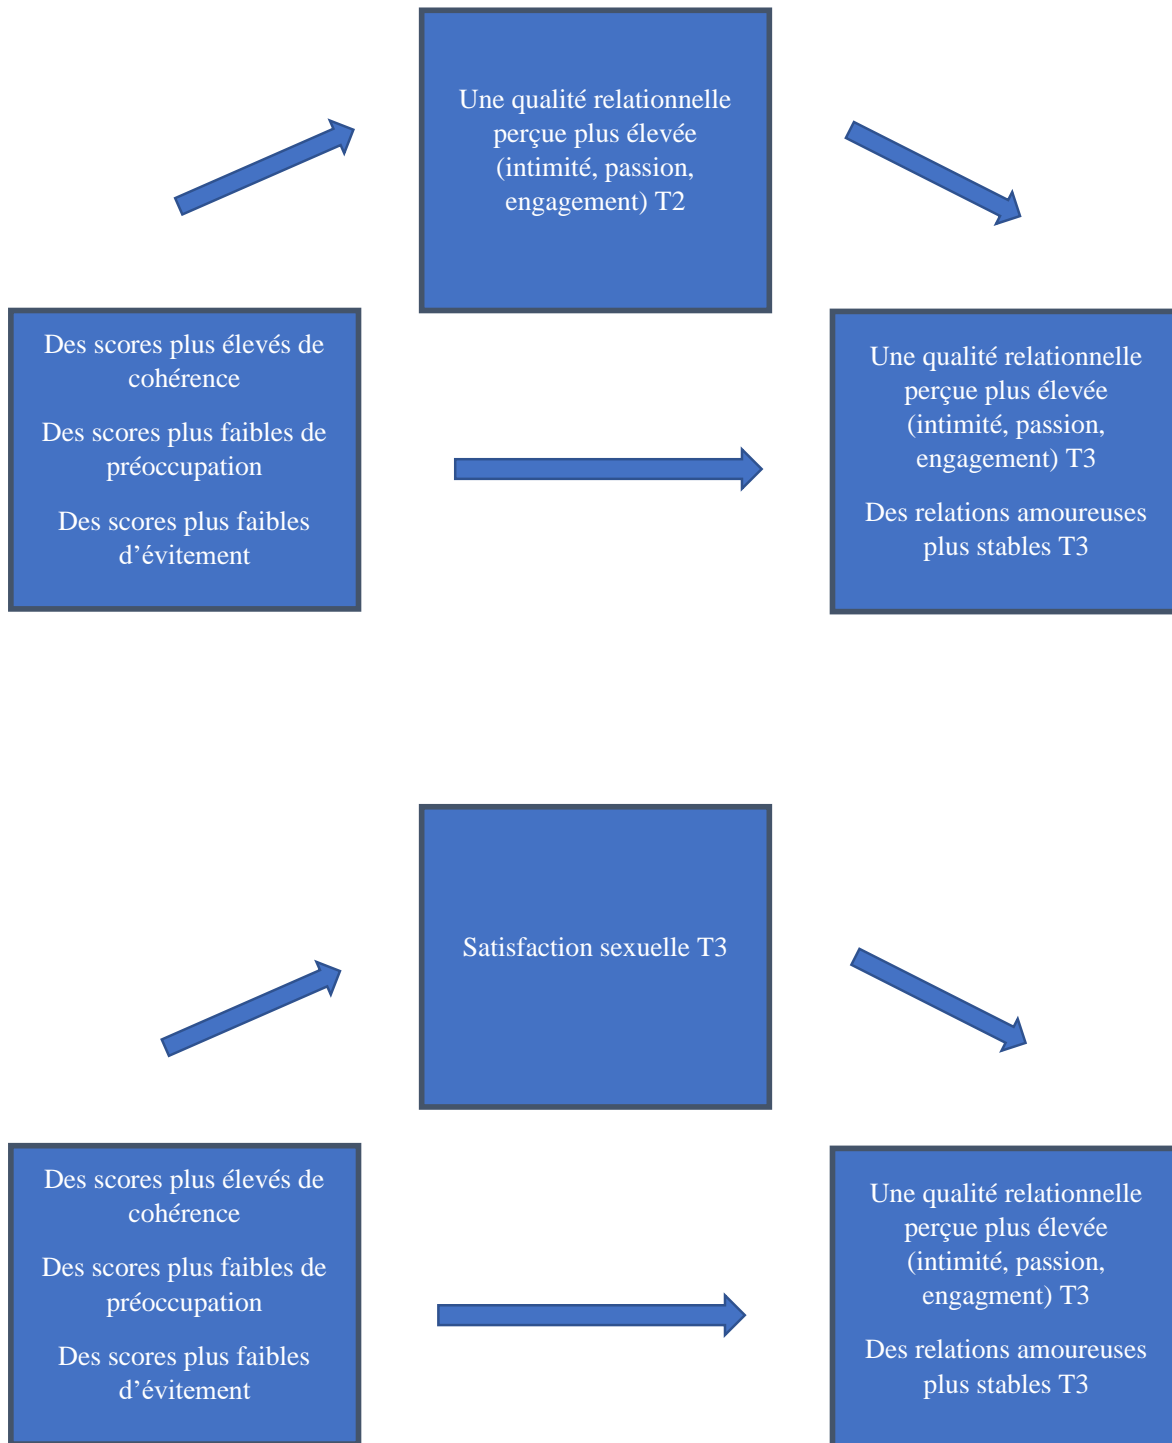 Une qualité relationnelle
perçue plus élevée
(intimité, passion,
engagement) T2
Des scores plus élevés de
cohérence
Des scores plus faibles de
préoccupation
Des scores plus faibles
d’évitement
Une qualité relationnelle
perçue plus élevée
(intimité, passion,
engagement) T3
Des relations amoureuses
plus stables T3
Satisfaction sexuelle T3
Des scores plus élevés de
cohérence
Des scores plus faibles de
préoccupation
Des scores plus faibles
d’évitement
Une qualité relationnelle
perçue plus élevée
(intimité, passion,
engagment) T3
Des relations amoureuses
plus stables T3